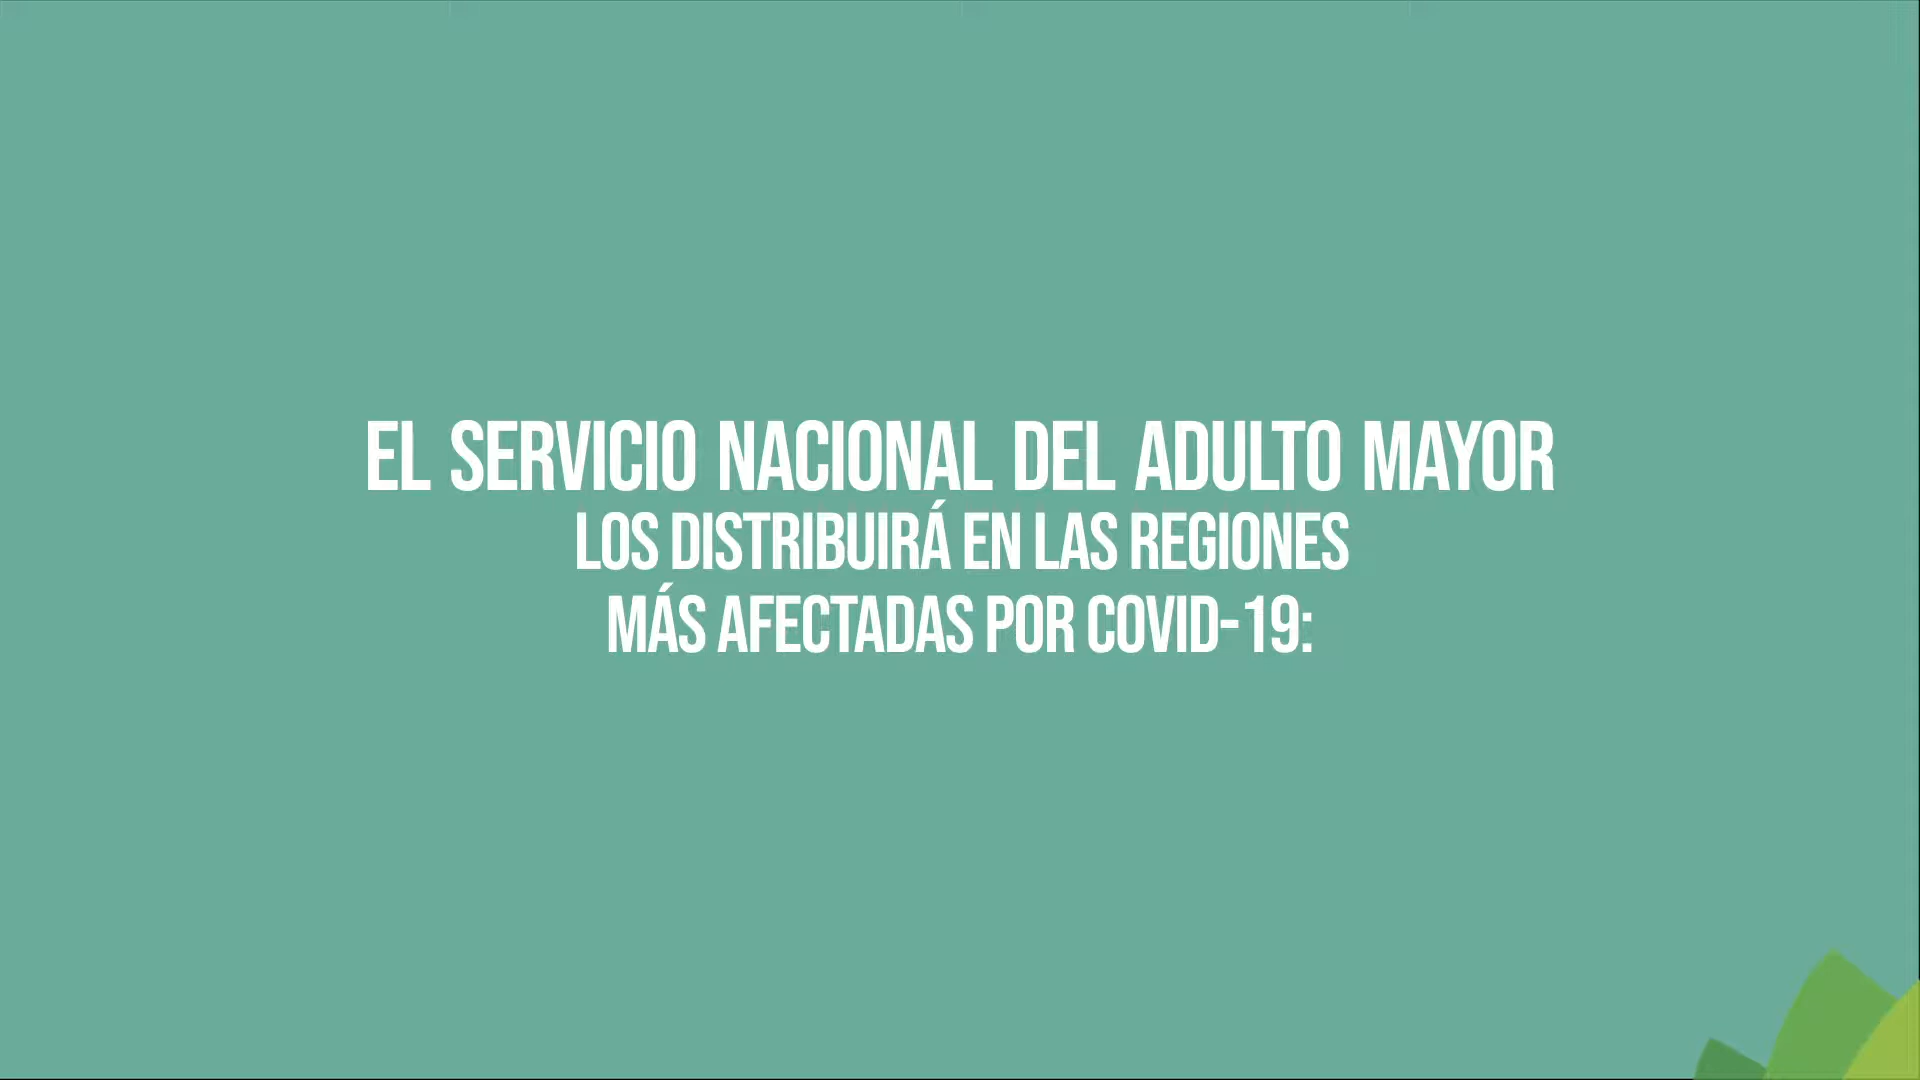 EL SERVICIO NACIONAL DEL ADULTO MAYOR
LOS DISTRIBUIRÁ EN LAS REGIONES
MÁS AFECTADAS POR COVID-19: